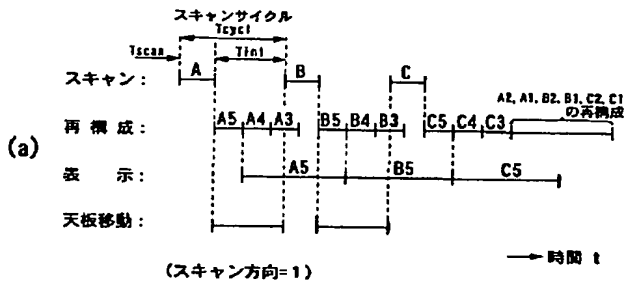 スキャンサイクル
Tcycl
Tscan
Tint
スキャン: A B C
A2, A1, B2, B1, C2, C1
の再構成
再構成: A5 A4 A3 B5 B4 B3 C5 C4 C3
(a)
表示: A5 B5 C5
天板移動:
時間 t
(スキャン方向=1)